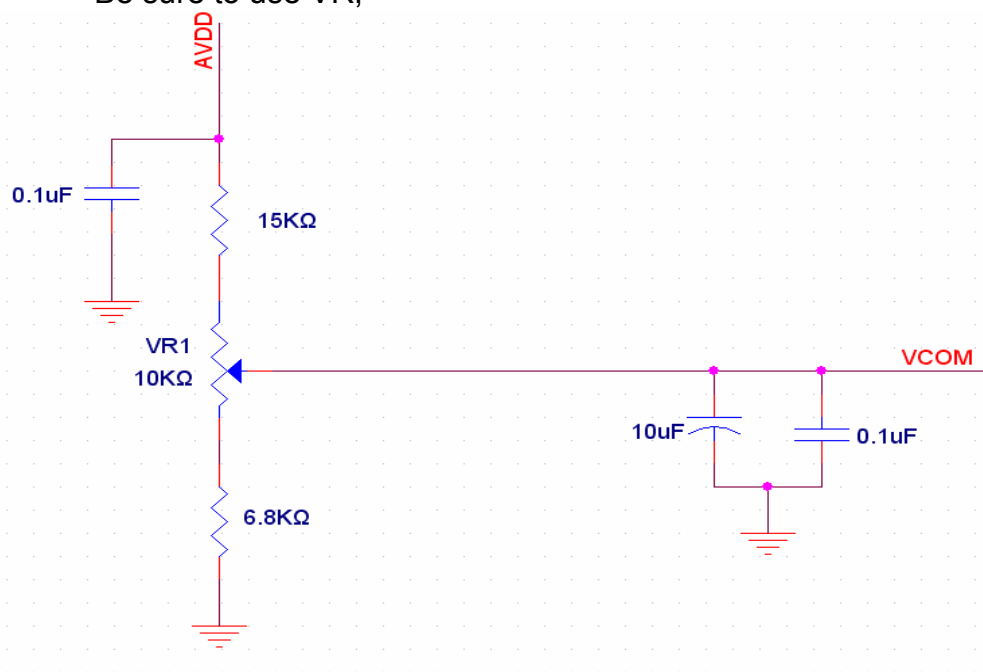 Be sure to use VR,
AVDD
0.1uF
15KΩ
VR1
10KΩ
VCOM
10uF
0.1uF
6.8KΩ